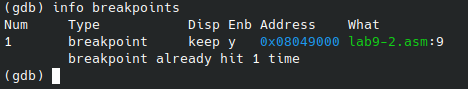 (gdb) info breakpoints
Num     Type           Disp Enb Address    What
1       breakpoint     keep y   0x08049000 lab9-2.asm:9
        breakpoint already hit 1 time
(gdb)